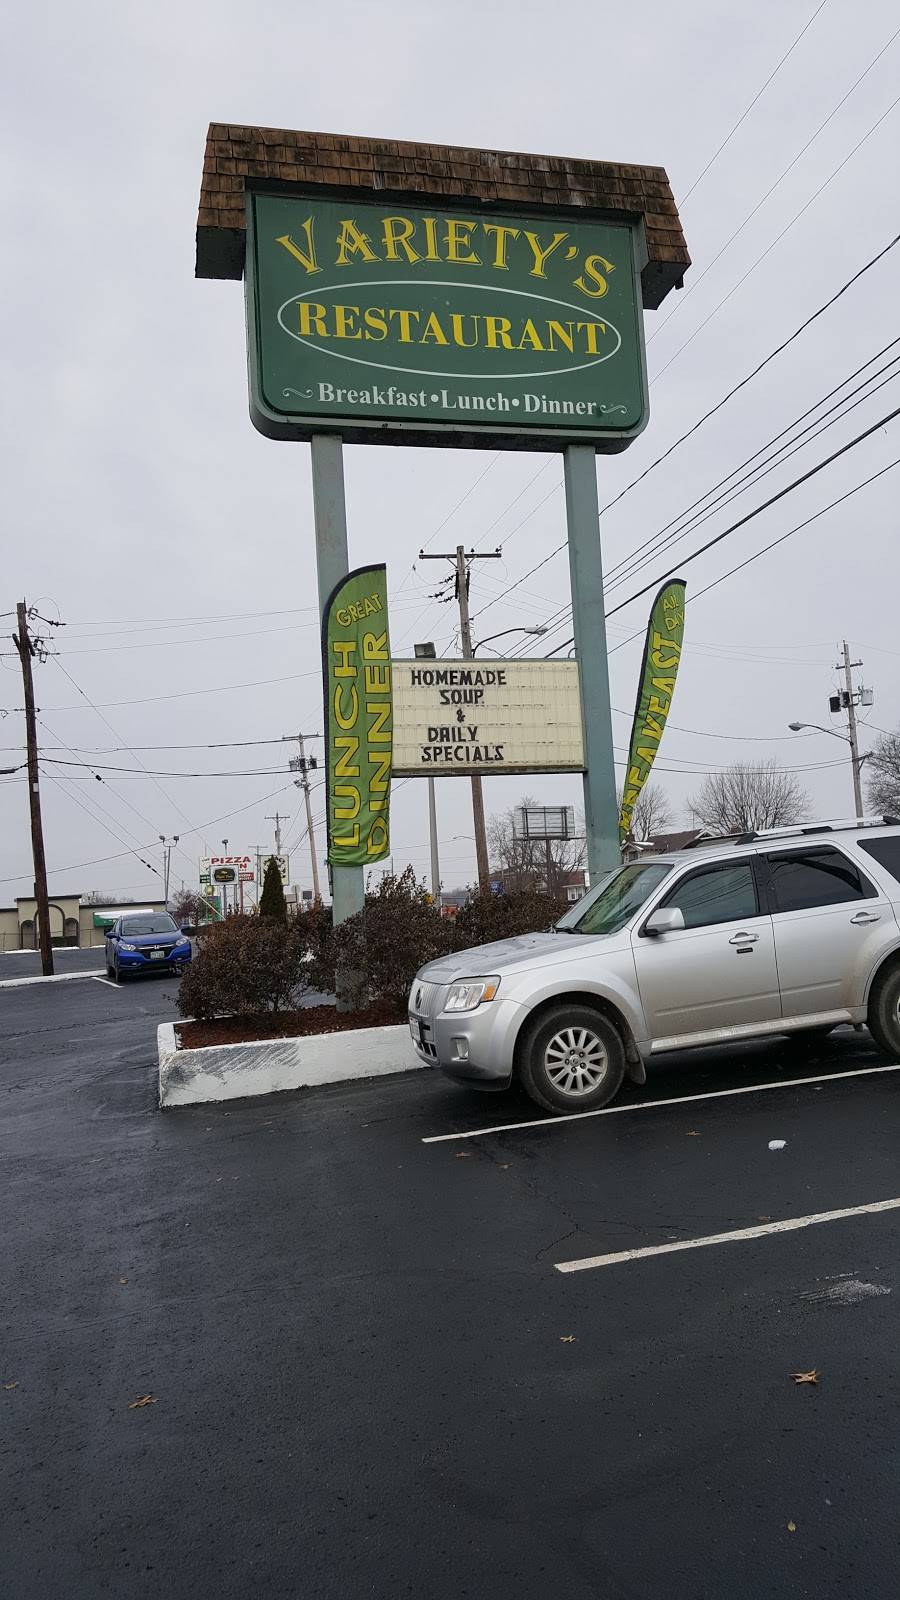 VARIETY'S
RESTAURANT
Breakfast•Lunch•Dinner
GREAT
LUNCH
DINNER
HOMEMADE
SOUP
&
DAILY
SPECIALS
ALL
DAY
BREAKFAST
PIZZA